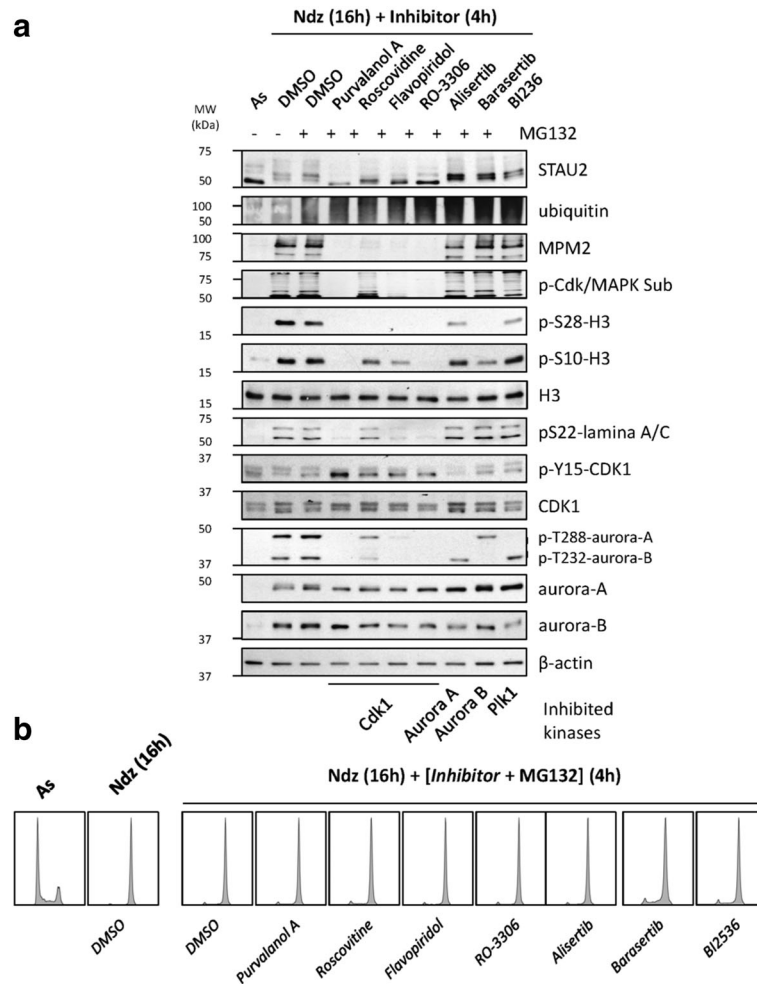 a
Ndz (16h) + Inhibitor (4h)
As
DMSO
DMSO
Purvalanol A
Roscovidine
Flavopiridol
RO-3306
Alisertib
Barasertib
BI236
MW
(kDa)
- - + + + + + + + MG132
75
50
STAU2
100
50
ubiquitin
100
75
MPM2
75
50
p-Cdk/MAPK Sub
15
p-S28-H3
15
p-S10-H3
15
H3
75
50
pS22-lamina A/C
37
p-Y15-CDK1
37
CDK1
50
37
p-T288-aurora-A
p-T232-aurora-B
50
aurora-A
37
aurora-B
37
β-actin
Cdk1
Aurora A
Aurora B
Plk1
Inhibited
kinases
b
As
Ndz (16h)
Ndz (16h) + [Inhibitor + MG132] (4h)
DMSO
DMSO
Purvalanol A
Roscovitine
Flavopiridol
RO-3306
Alisertib
Barasertib
BI2536